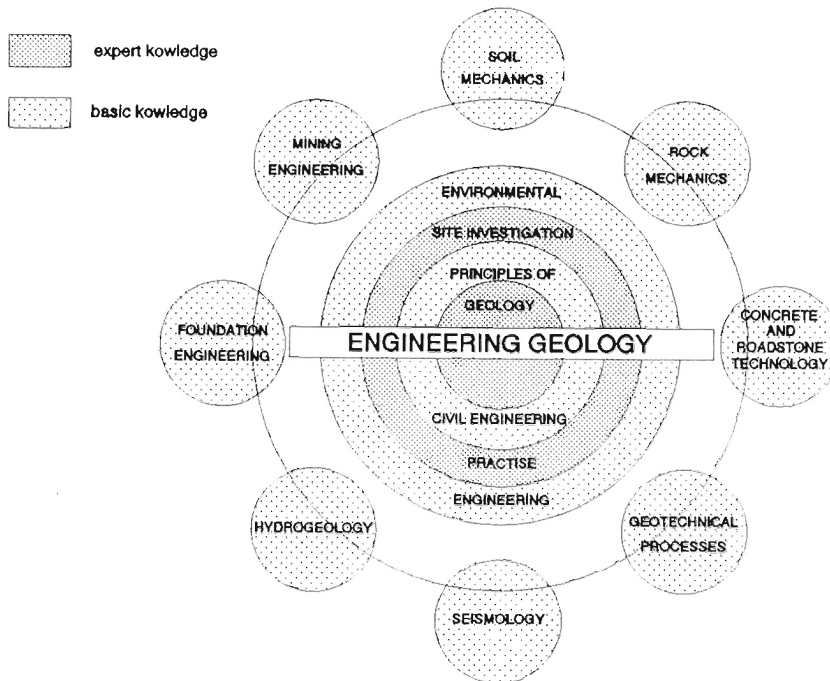 expert kowledge
basic kowledge
SOIL
MECHANICS
MINING
ENGINEERING
ROCK
MECHANICS
ENVIRONMENTAL
SITE INVESTIGATION
PRINCIPLES OF
GEOLOGY
FOUNDATION
ENGINEERING
ENGINEERING GEOLOGY
CONCRETE
AND
ROADSTONE
TECHNOLOGY
CIVIL ENGINEERING
PRACTISE
ENGINEERING
HYDROGEOLOGY
GEOTECHNICAL
PROCESSES
SEISMOLOGY